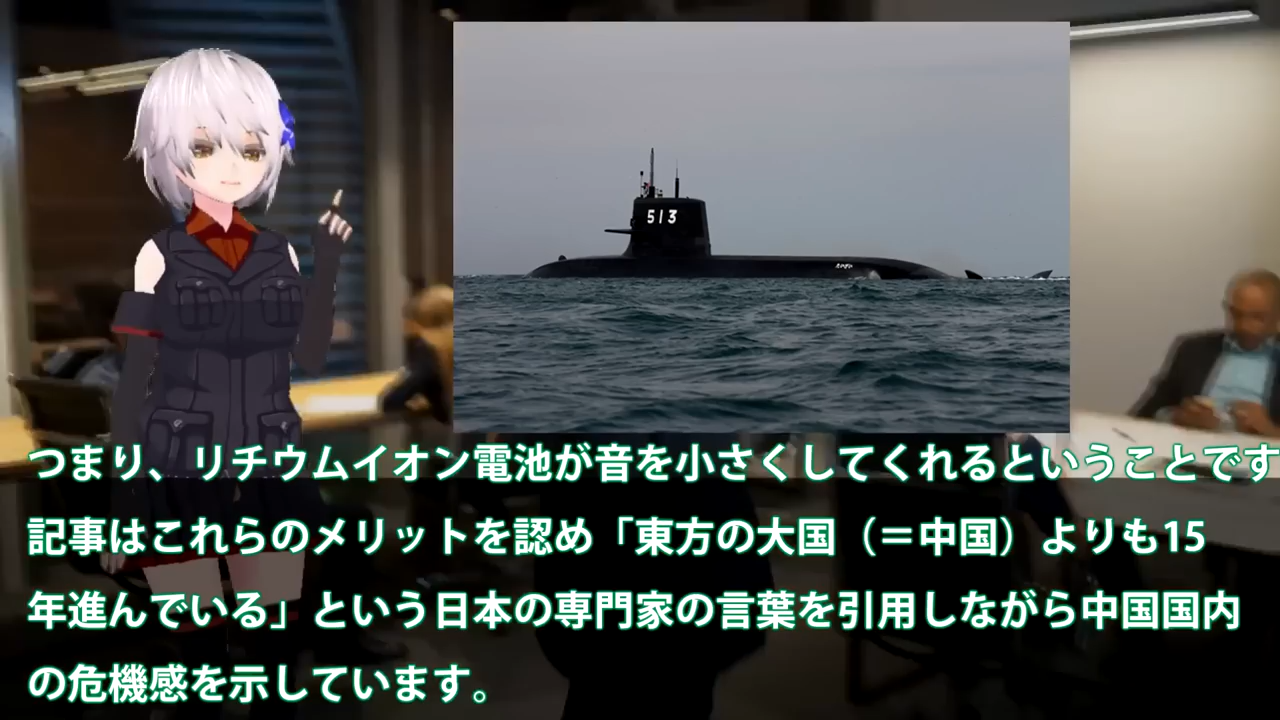 513
つまり、リチウムイオン電池が音を小さくしてくれるということです
記事はこれらのメリットを認め「東方の大国（＝中国）よりも15
年進んでいる」という日本の専門家の言葉を引用しながら中国国内
の危機感を示しています。